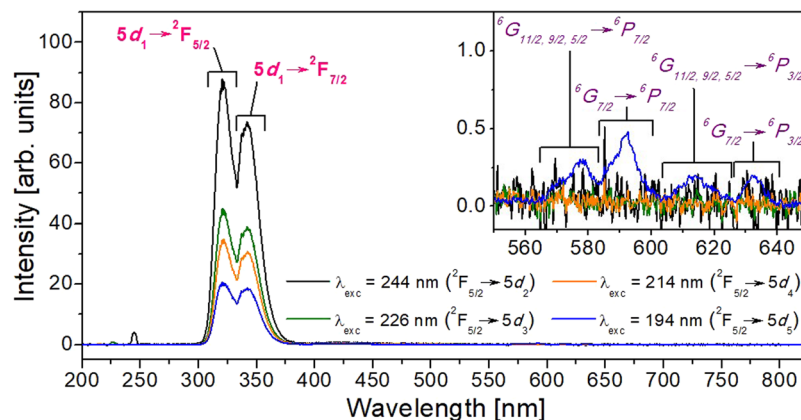 5d₁→²F₅/₂
5d₁→²F₇/₂
⁶G₁₁/₂, ₉/₂, ₅/₂→⁶P₇/₂
⁶G₁₁/₂, ₉/₂, ₅/₂→⁶P₃/₂
⁶G₇/₂→⁶P₇/₂
⁶G₇/₂→⁶P₃/₂
1.0
0.5
0.0
560 580 600 620 640
Intensity [arb. units]
100
80
60
40
20
0
λexc = 244 nm (²F₅/₂→5d₂)
λexc = 214 nm (²F₅/₂→5d₄)
λexc = 226 nm (²F₅/₂→5d₃)
λexc = 194 nm (²F₅/₂→5d₅)
200 250 300 350 400 450 500 550 600 650 700 750 800
Wavelength [nm]